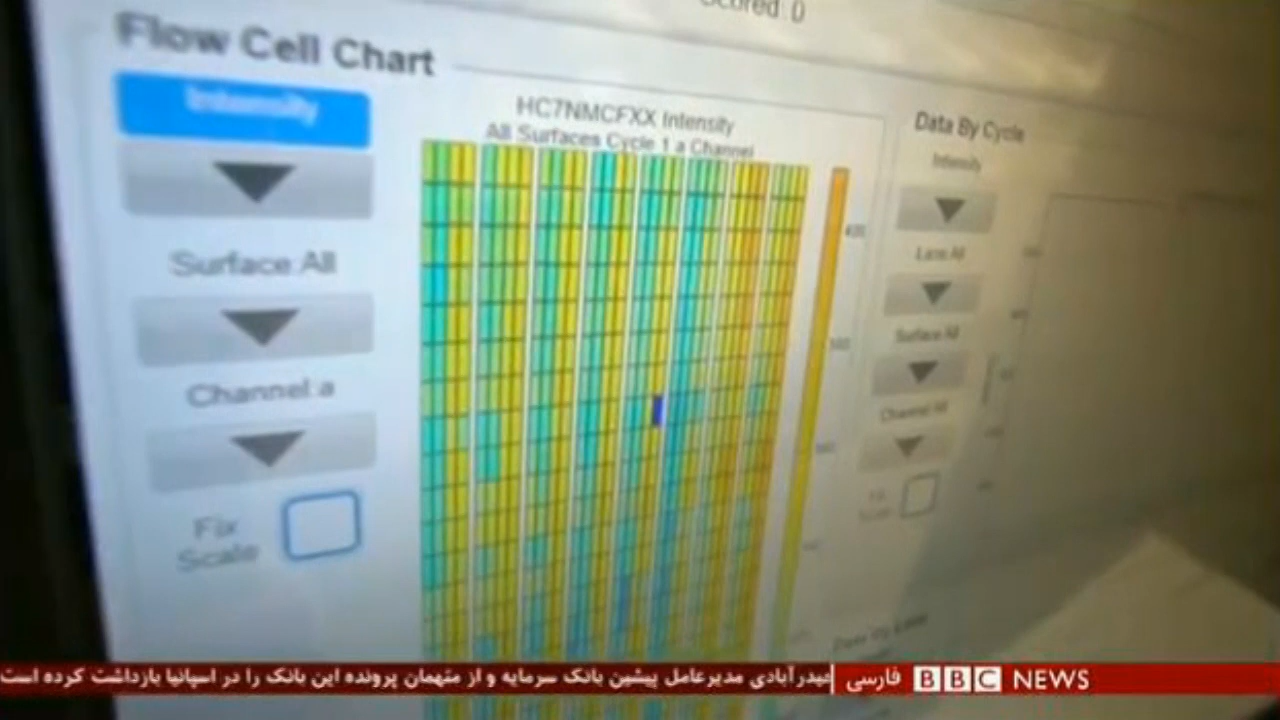 Scored: 0
Flow Cell Chart
Intensity
HC7NMCFXX Intensity
All Surfaces Cycle 1 a Channel
Surface:All
Channel:a
Fix
Scale
Data By Cycle
Intensity
Lane:All
Surface:All
Channel:All
Fix
Scale
یدرآبادی مدیرعامل پیشین بانک سرمایه و از متهمان پرونده این بانک را در اسپانیا بازداشت کرده است
فارسی BBC NEWS